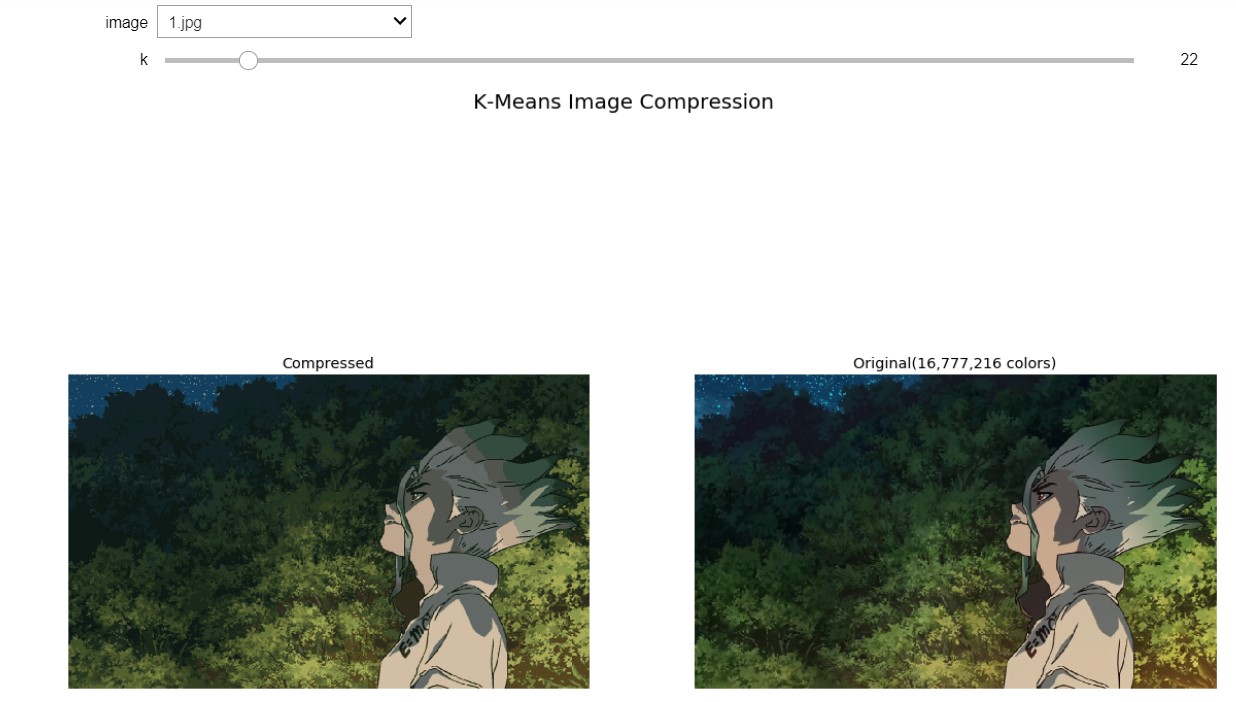 image 1.jpg
k 22
K-Means Image Compression
Compressed
Original(16,777,216 colors)